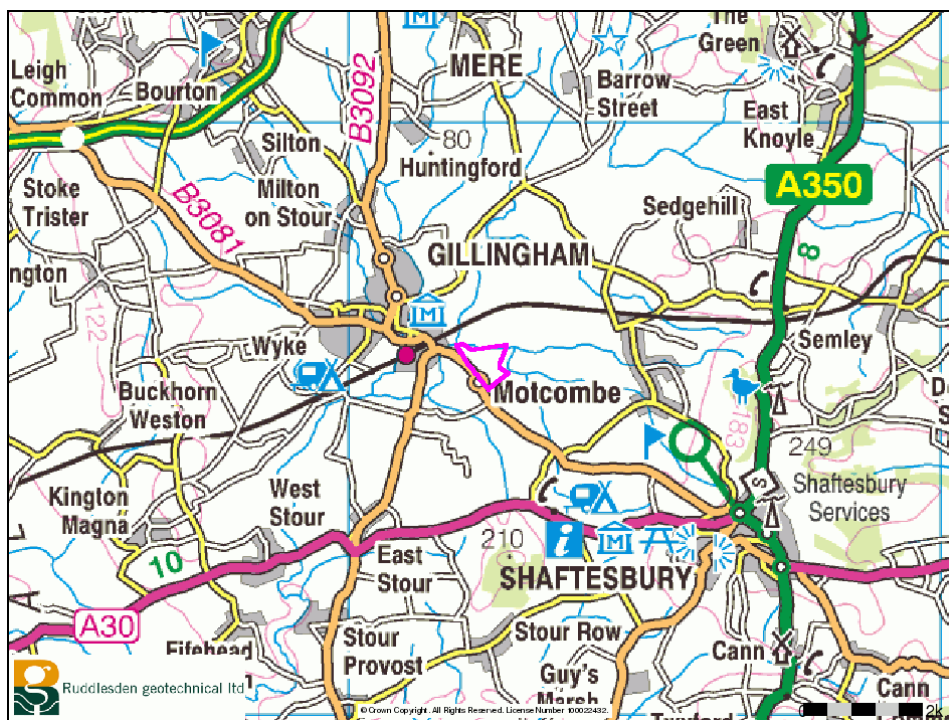 The
Green
MERE
Leigh
Common
Bourton
B3092
Barrow
Street
East
Knoyle
Silton
80
Huntingford
A350
Stoke
Trister
Milton
on Stour
Sedgehill
B3081
GILLINGHAM
8
ngton
122
Wyke
Semley
Motcombe
Buckhorn
Weston
183
249
Kington
Magna
West
Stour
S
Shaftesbury
Services
10
East
Stour
210
i
M
SHAFTESBURY
A30
Fifehead
Stour
Provost
Stour Row
Cann
Guy's
Marsh
Cann
Ruddlesden geotechnical ltd
© Crown Copyright. All Rights Reserved. License Number 100022432.